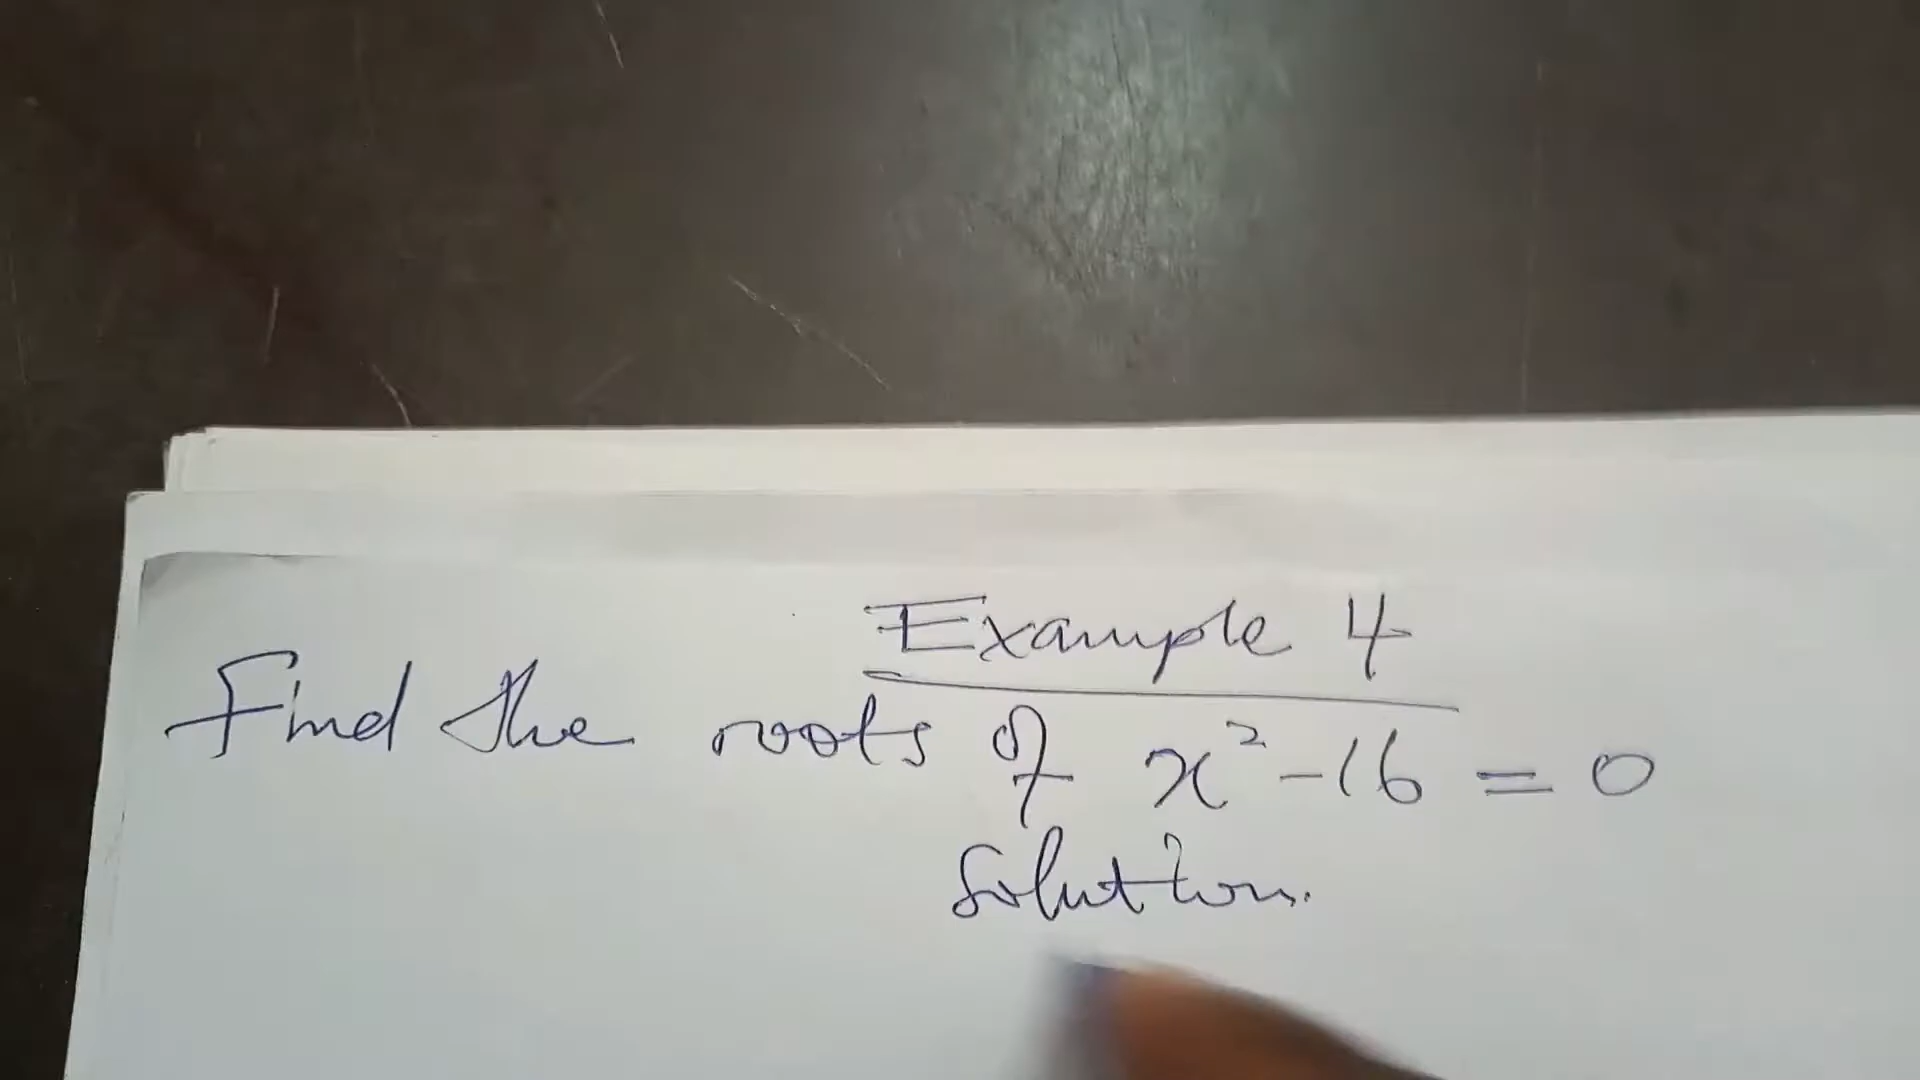 Example 4
Find the roots of x² - 16 = 0
Solution.